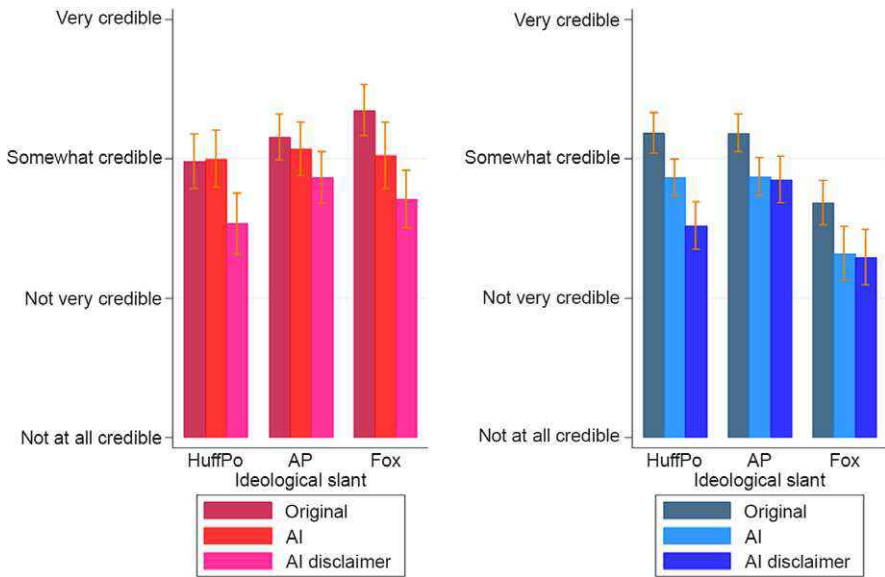 Very credible
Somewhat credible
Not very credible
Not at all credible
HuffPo AP Fox
Ideological slant
Original
AI
AI disclaimer
Very credible
Somewhat credible
Not very credible
Not at all credible
HuffPo AP Fox
Ideological slant
Original
AI
AI disclaimer